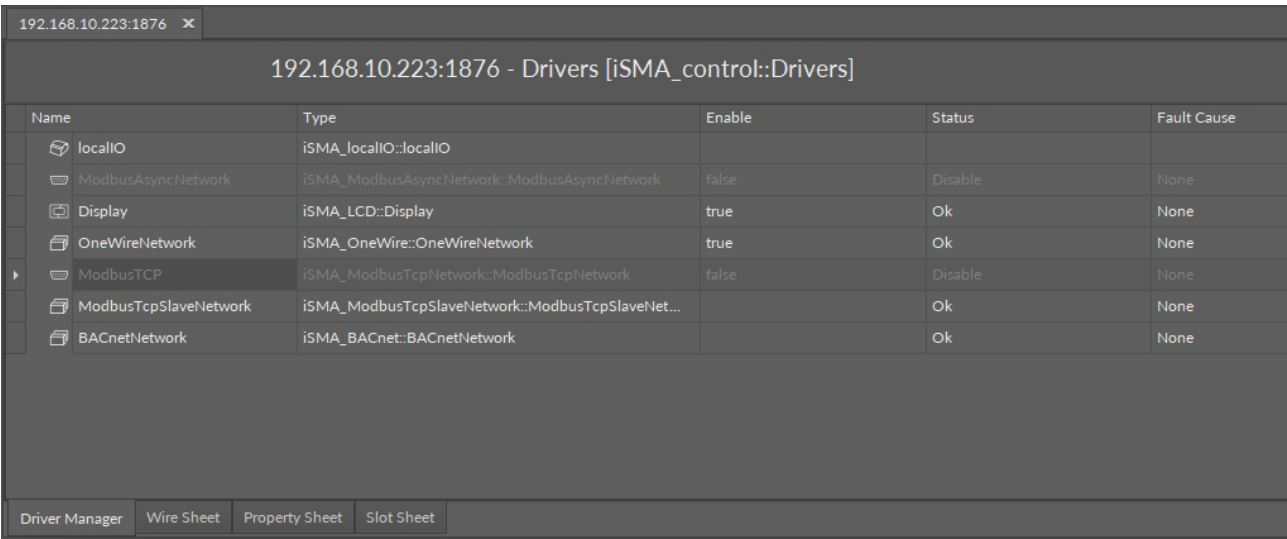 192.168.10.223:1876 ×
192.168.10.223:1876 - Drivers [iSMA_control::Drivers]
Name Type Enable Status Fault Cause
localIO iSMA_localIO::localIO
ModbusAsyncNetwork iSMA_ModbusAsyncNetwork::ModbusAsyncNetwork false Disable None
Display iSMA_LCD::Display true Ok None
OneWireNetwork iSMA_OneWire::OneWireNetwork true Ok None
ModbusTCP iSMA_ModbusTcpNetwork::ModbusTcpNetwork false Disable None
ModbusTcpSlaveNetwork iSMA_ModbusTcpSlaveNetwork::ModbusTcpSlaveNet... Ok None
BACnetNetwork iSMA_BACnet::BACnetNetwork Ok None
Driver Manager Wire Sheet Property Sheet Slot Sheet